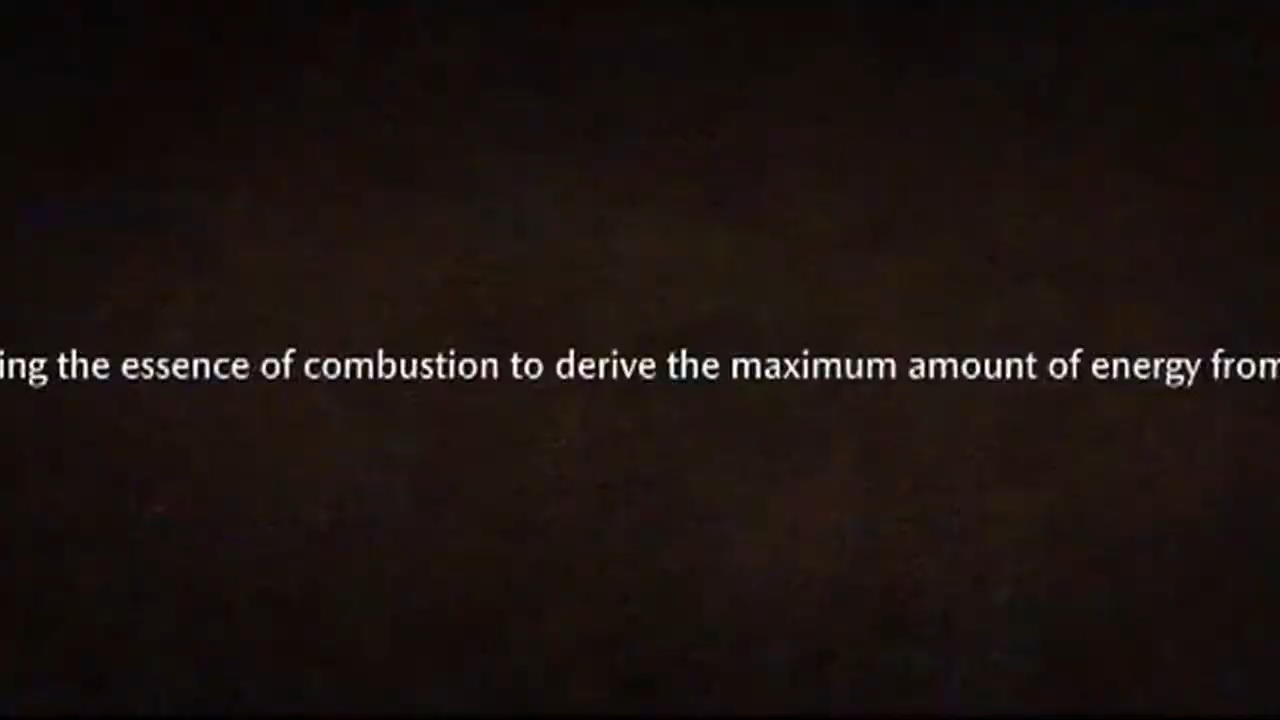 ing the essence of combustion to derive the maximum amount of energy from